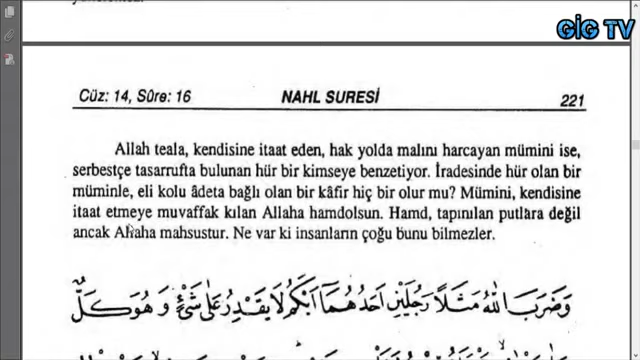 GİG TV
Cüz: 14, Sûre: 16 NAHL SURESİ 221
Allah teala, kendisine itaat eden, hak yolda malını harcayan mümini ise,
serbestçe tasarrufta bulunan hür bir kimseye benzetiyor. İradesinde hür olan bir
müminle, eli kolu âdeta bağlı olan bir kâfir hiç bir olur mu? Mümini, kendisine
itaat etmeye muvaffak kılan Allaha hamdolsun. Hamd, tapınılan putlara değil
ancak Allaha mahsustur. Ne var ki insanların çoğu bunu bilmezler.
وَضَرَبَ اللّٰهُ مَثَلًا رَجُلَيْنِ اَحَدُهُمَٓا اَبْكَمُ لَا يَقْدِرُ عَلٰى شَيْءٍ وَهُوَ كَلٌّ